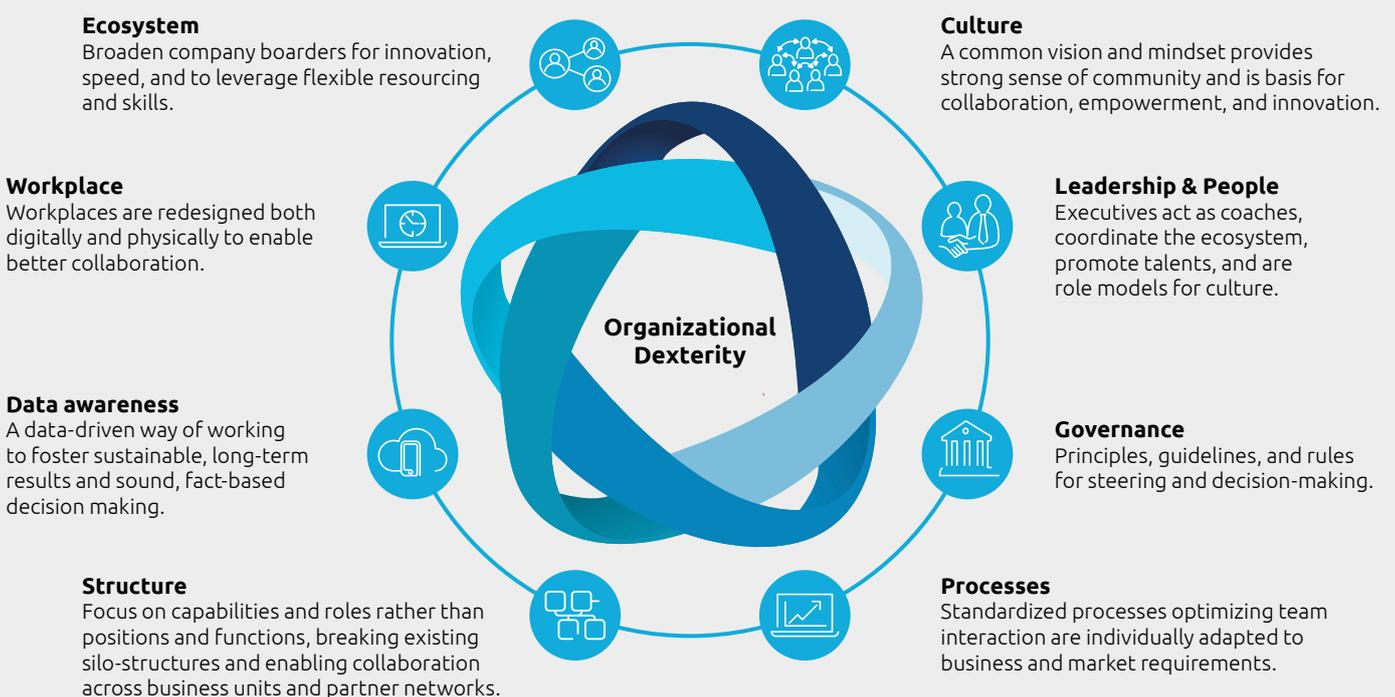 Ecosystem
Broaden company boarders for innovation,
speed, and to leverage flexible resourcing
and skills.
Culture
A common vision and mindset provides
strong sense of community and is basis for
collaboration, empowerment, and innovation.
Workplace
Workplaces are redesigned both
digitally and physically to enable
better collaboration.
Leadership & People
Executives act as coaches,
coordinate the ecosystem,
promote talents, and are
role models for culture.
Organizational
Dexterity
Data awareness
A data-driven way of working
to foster sustainable, long-term
results and sound, fact-based
decision making.
Governance
Principles, guidelines, and rules
for steering and decision-making.
Structure
Focus on capabilities and roles rather than
positions and functions, breaking existing
silo-structures and enabling collaboration
across business units and partner networks.
Processes
Standardized processes optimizing team
interaction are individually adapted to
business and market requirements.